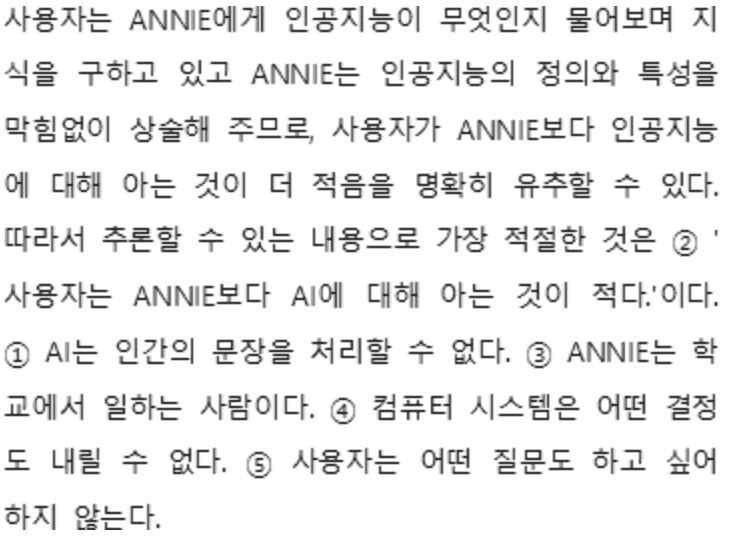 사용자는 ANNIE에게 인공지능이 무엇인지 물어보며 지
식을 구하고 있고 ANNIE는 인공지능의 정의와 특성을
막힘없이 상술해 주므로, 사용자가 ANNIE보다 인공지능
에 대해 아는 것이 더 적음을 명확히 유추할 수 있다.
따라서 추론할 수 있는 내용으로 가장 적절한 것은 ② '
사용자는 ANNIE보다 AI에 대해 아는 것이 적다.'이다.
① AI는 인간의 문장을 처리할 수 없다. ③ ANNIE는 학
교에서 일하는 사람이다. ④ 컴퓨터 시스템은 어떤 결정
도 내릴 수 없다. ⑤ 사용자는 어떤 질문도 하고 싶어
하지 않는다.